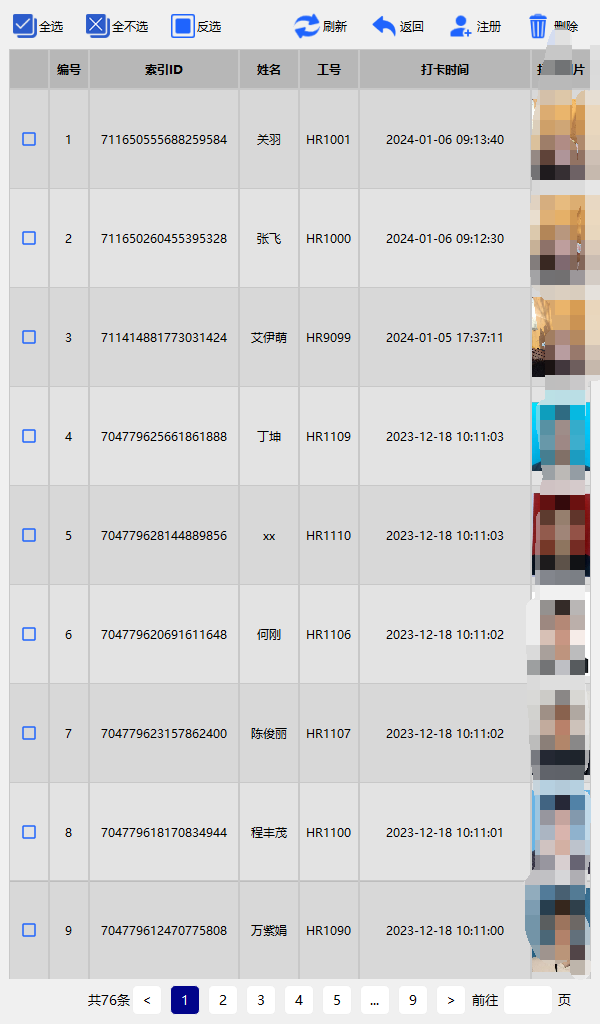 全选 全不选 反选 刷新 返回 注册 删除
编号 索引ID 姓名 工号 打卡时间 片
1 711650555688259584 关羽 HR1001 2024-01-06 09:13:40
2 711650260455395328 张飞 HR1000 2024-01-06 09:12:30
3 711414881773031424 艾伊萌 HR9099 2024-01-05 17:37:11
4 704779625661861888 丁坤 HR1109 2023-12-18 10:11:03
5 704779628144889856 xx HR1110 2023-12-18 10:11:03
6 704779620691611648 何刚 HR1106 2023-12-18 10:11:02
7 704779623157862400 陈俊丽 HR1107 2023-12-18 10:11:02
8 704779618170834944 程丰茂 HR1100 2023-12-18 10:11:01
9 704779612470775808 万紫娟 HR1090 2023-12-18 10:11:00
共76条 < 1 2 3 4 5 ... 9 > 前往 页